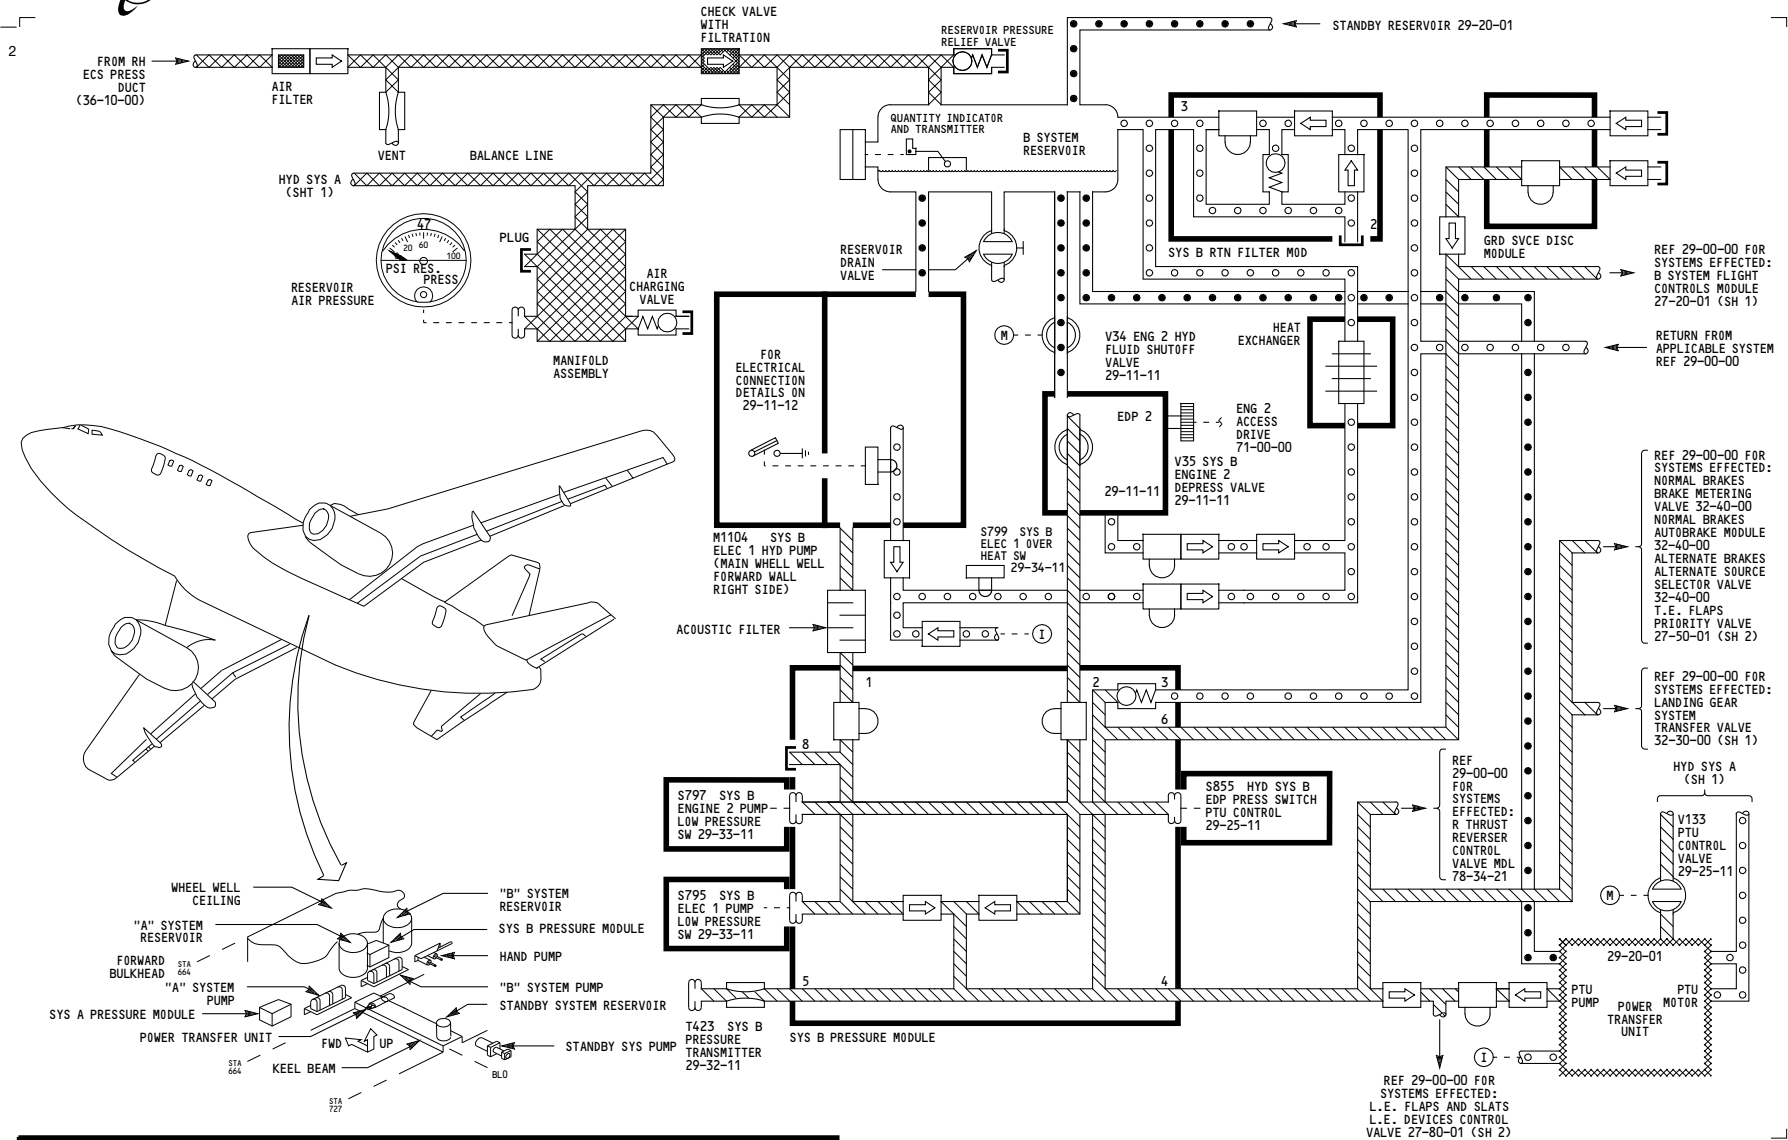 2
FROM RH
ECS PRESS
DUCT
(36-10-00)
AIR
FILTER
VENT
CHECK VALVE
WITH
FILTRATION
RESERVOIR PRESSURE
RELIEF VALVE
STANDBY RESERVOIR 29-20-01
BALANCE LINE
HYD SYS A
(SHT 1)
QUANTITY INDICATOR
AND TRANSMITTER
B SYSTEM
RESERVOIR
3
2
SYS B RTN FILTER MOD
GRD SVCE DISC
MODULE
REF 29-00-00 FOR
SYSTEMS EFFECTED:
B SYSTEM FLIGHT
CONTROLS MODULE
27-20-01 (SH 1)
RETURN FROM
APPLICABLE SYSTEM
REF 29-00-00
47
20 60
100
PSI RES.
PRESS
RESERVOIR
AIR PRESSURE
PLUG
AIR
CHARGING
VALVE
MANIFOLD
ASSEMBLY
RESERVOIR
DRAIN
VALVE
M
V34 ENG 2 HYD
FLUID SHUTOFF
VALVE
29-11-11
HEAT
EXCHANGER
FOR
ELECTRICAL
CONNECTION
DETAILS ON
29-11-12
EDP 2
29-11-11
ENG 2
ACCESS
DRIVE
71-00-00
V35 SYS B
ENGINE 2
DEPRESS VALVE
29-11-11
REF 29-00-00 FOR
SYSTEMS EFFECTED:
NORMAL BRAKES
BRAKE METERING
VALVE 32-40-00
NORMAL BRAKES
AUTOBRAKE MODULE
32-40-00
ALTERNATE BRAKES
ALTERNATE SOURCE
SELECTOR VALVE
32-40-00
T.E. FLAPS
PRIORITY VALVE
27-50-01 (SH 2)
M1104 SYS B
ELEC 1 HYD PUMP
(MAIN WHELL WELL
FORWARD WALL
RIGHT SIDE)
S799 SYS B
ELEC 1 OVER
HEAT SW
29-34-11
ACOUSTIC FILTER
I
1
2
3
6
8
REF 29-00-00 FOR
SYSTEMS EFFECTED:
LANDING GEAR
SYSTEM
TRANSFER VALVE
32-30-00 (SH 1)
S797 SYS B
ENGINE 2 PUMP
LOW PRESSURE
SW 29-33-11
S855 HYD SYS B
EDP PRESS SWITCH
PTU CONTROL
29-25-11
REF
29-00-00
FOR
SYSTEMS
EFFECTED:
R THRUST
REVERSER
CONTROL
VALVE MDL
78-34-21
HYD SYS A
(SH 1)
V133
PTU
CONTROL
VALVE
29-25-11
M
S795 SYS B
ELEC 1 PUMP
LOW PRESSURE
SW 29-33-11
5
4
T423 SYS B
PRESSURE
TRANSMITTER
29-32-11
SYS B PRESSURE MODULE
29-20-01
PTU
PUMP
PTU
MOTOR
POWER
TRANSFER
UNIT
I
REF 29-00-00 FOR
SYSTEMS EFFECTED:
L.E. FLAPS AND SLATS
L.E. DEVICES CONTROL
VALVE 27-80-01 (SH 2)
WHEEL WELL
CEILING
"A" SYSTEM
RESERVOIR
FORWARD
BULKHEAD
STA
664
"A" SYSTEM
PUMP
SYS A PRESSURE MODULE
POWER TRANSFER UNIT
STA
664
KEEL BEAM
STA
727
FWD
UP
"B" SYSTEM
RESERVOIR
SYS B PRESSURE MODULE
HAND PUMP
"B" SYSTEM PUMP
STANDBY SYSTEM RESERVOIR
STANDBY SYS PUMP
BL0